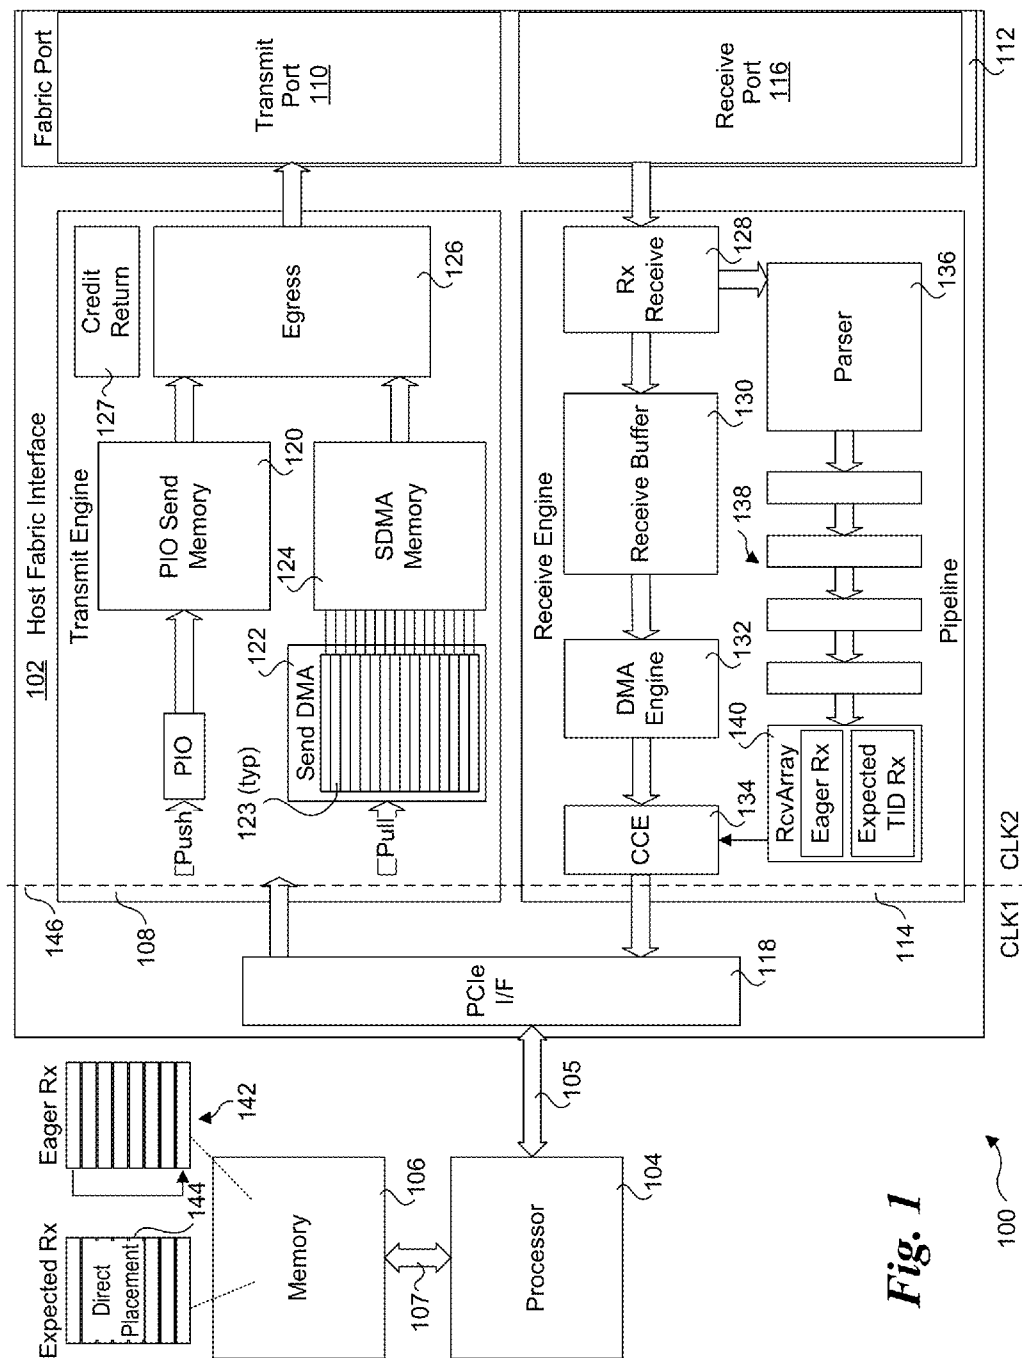 102 Host Fabric Interface
Fabric Port
Transmit Engine
Transmit
Port
110
Credit
Return
127
Egress
126
PIO Send
Memory
120
PIO
Push
Send DMA
122
123 (typ)
Pull
SDMA
Memory
124
146
108
Receive
Port
116
112
Receive Engine
Rx
Receive
128
Receive Buffer
130
DMA
Engine
132
CCE
134
Parser
136
138
Pipeline
RcvArray
140
Eager Rx
Expected
TID Rx
114
CLK1
CLK2
PCIe
I/F
118
105
Expected Rx
Direct
Placement
144
Eager Rx
142
Memory
106
107
Processor
104
Fig. 1
100